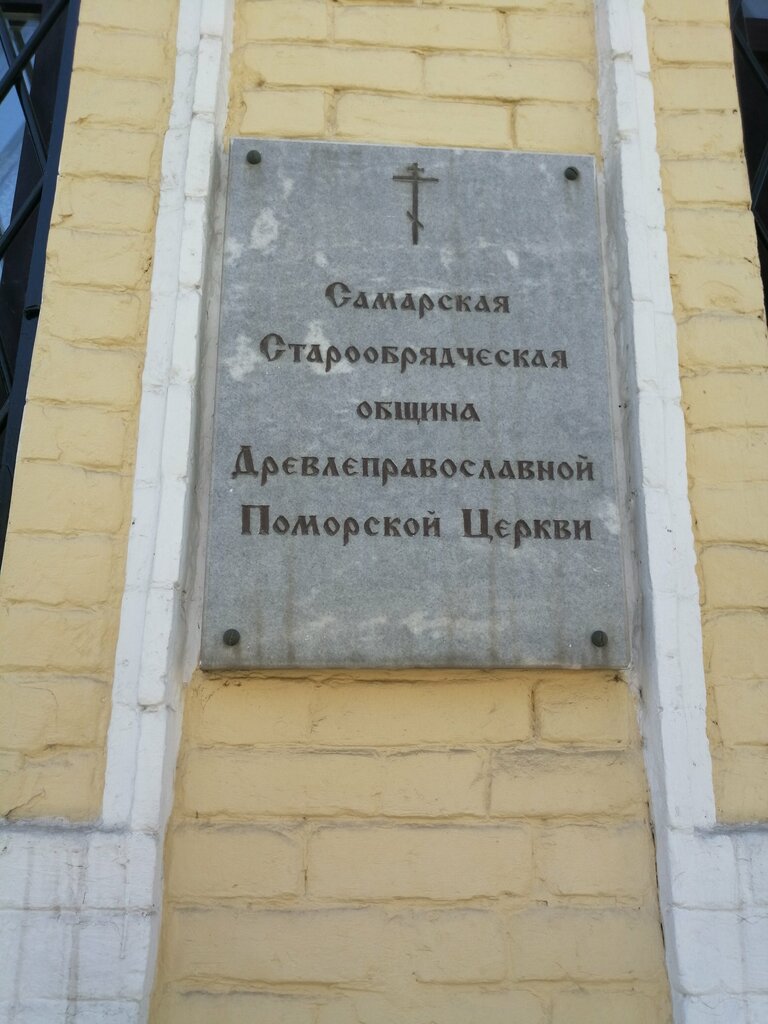 Самарская
Старообрядческая
община
Древлеправославной
Поморской Церкви